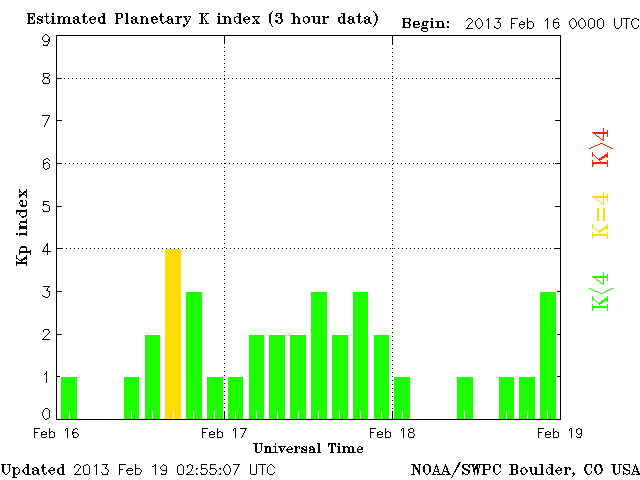 Estimated Planetary K index (3 hour data) Begin: 2013 Feb 16 0000 UTC
9
8
7
6
5
4
3
2
1
0
Kp index
K>4
K=4
K<4
Feb 16 Feb 17 Feb 18 Feb 19
Universal Time
Updated 2013 Feb 19 02:55:07 UTC NOAA/SWPC Boulder, CO USA